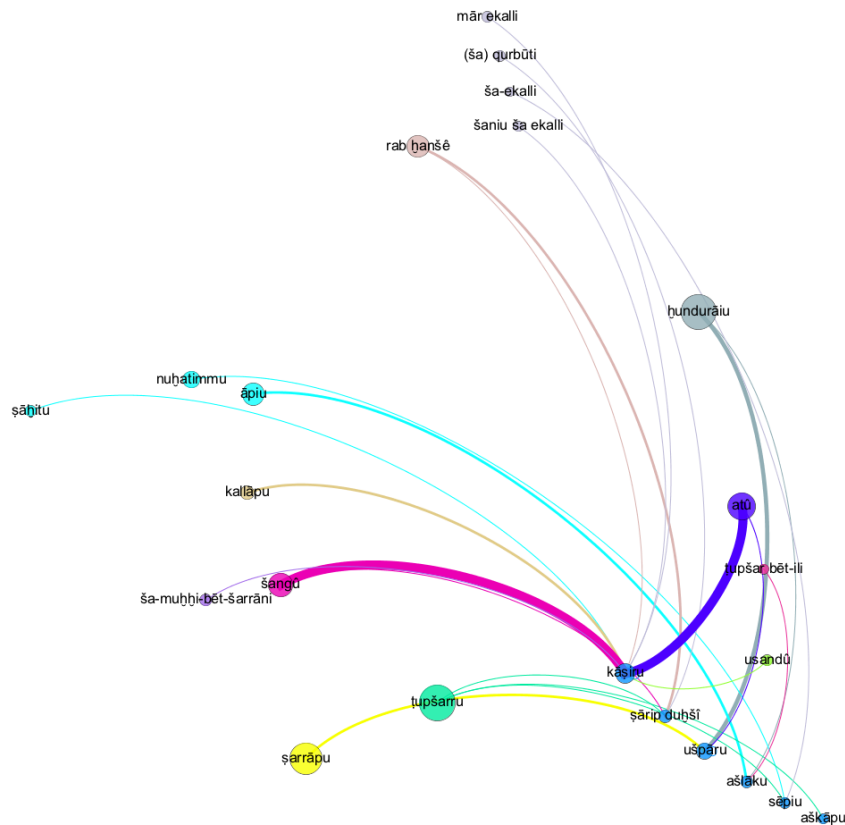 mār ekalli
(ša) qurbūti
ša-ekalli
šaniu ša ekalli
rab ḫanšê
ḫundurāiu
nuḫatimmu
āpiu
ṣāḫitu
kallāpu
atû
ṭupšar-bēt-ili
šangû
ša-muḫḫi-bēt-šarrāni
usandû
kāṣiru
ṭupšarru
ṣārip duḫšî
ušpāru
ṣarrāpu
ašlāku
sēpiu
aškāpu